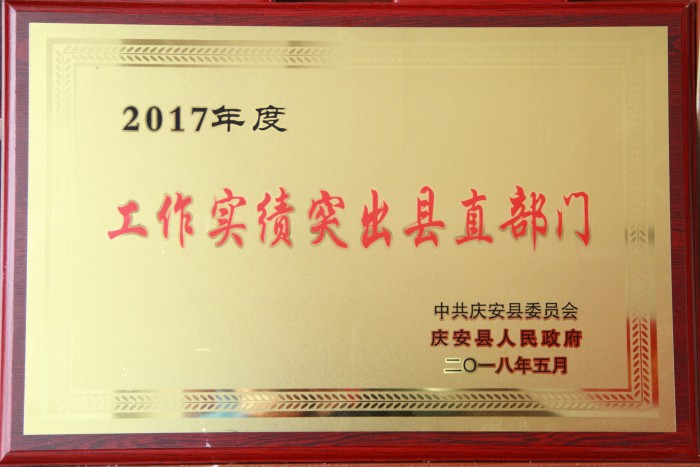 2017年度
工作实绩突出县直部门
中共庆安县委员会
庆安县人民政府
二〇一八年五月